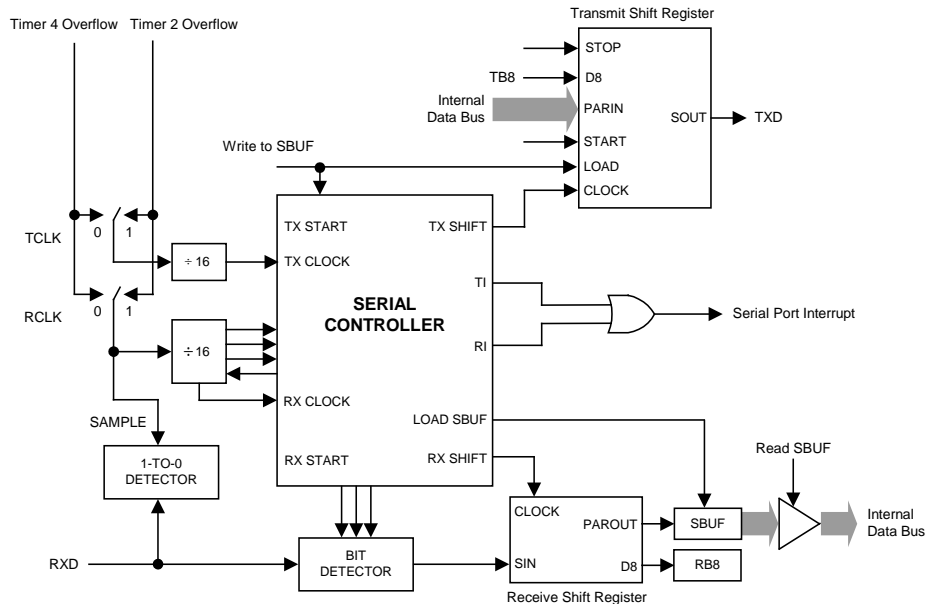 Timer 4 Overflow
Timer 2 Overflow
Transmit Shift Register
STOP
TB8
D8
Internal
Data Bus
PARIN
SOUT
TXD
START
Write to SBUF
LOAD
CLOCK
TCLK
0
1
÷ 16
TX START
TX SHIFT
TX CLOCK
TI
SERIAL
CONTROLLER
Serial Port Interrupt
RCLK
0
1
÷ 16
RI
RX CLOCK
LOAD SBUF
SAMPLE
RX START
RX SHIFT
1-TO-0
DETECTOR
Read SBUF
CLOCK
PAROUT
SBUF
Internal
Data Bus
RXD
BIT
DETECTOR
SIN
D8
RB8
Receive Shift Register